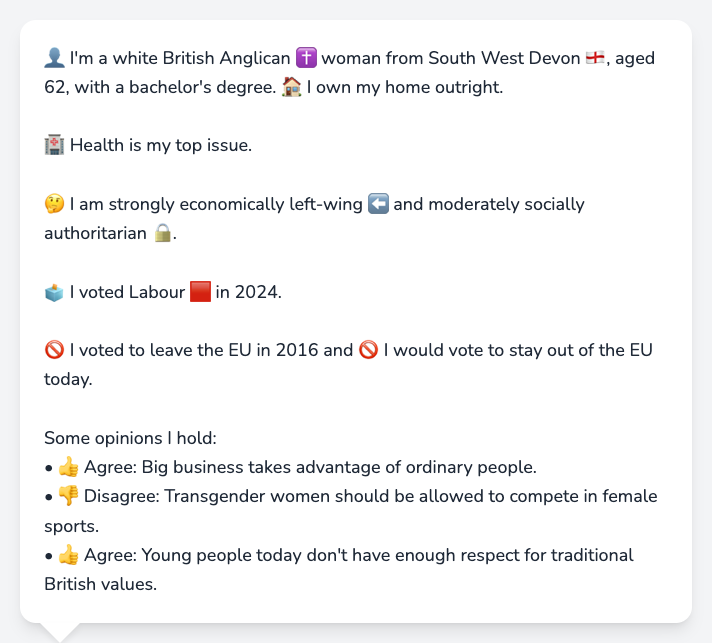 👤 I'm a white British Anglican ✝️ woman from South West Devon 🏴󠁧󠁢󠁥󠁮󠁧󠁿, aged
62, with a bachelor's degree. 🏠 I own my home outright.
🏥 Health is my top issue.
🤔 I am strongly economically left-wing ⬅️ and moderately socially
authoritarian 🔒.
🗳️ I voted Labour 🟥 in 2024.
🚫 I voted to leave the EU in 2016 and 🚫 I would vote to stay out of the EU
today.
Some opinions I hold:
• 👍 Agree: Big business takes advantage of ordinary people.
• 👎 Disagree: Transgender women should be allowed to compete in female
sports.
• 👍 Agree: Young people today don't have enough respect for traditional
British values.